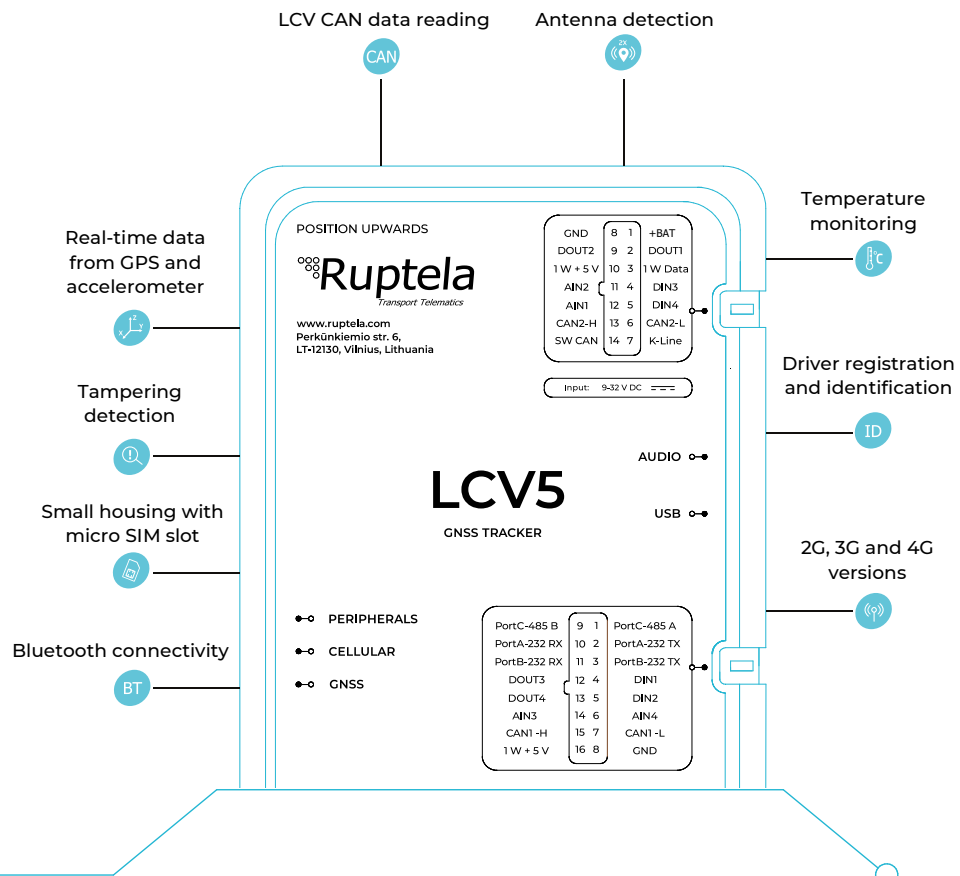 LCV CAN data reading
CAN
Antenna detection
2X
Real-time data
from GPS and
accelerometer
X Z Y
Tampering
detection
!
Small housing with
micro SIM slot
Bluetooth connectivity
BT
POSITION UPWARDS
Ruptela
Transport Telematics
www.ruptela.com
Perkūnkiemio str. 6,
LT-12130, Vilnius, Lithuania
GND 8 1 +BAT
DOUT2 9 2 DOUT1
1 W + 5 V 10 3 1 W Data
AIN2 11 4 DIN3
AIN1 12 5 DIN4
CAN2-H 13 6 CAN2-L
SW CAN 14 7 K-Line
Input: 9-32 V DC
AUDIO
LCV5
USB
GNSS TRACKER
PERIPHERALS
CELLULAR
GNSS
PortC-485 B 9 1 PortC-485 A
PortA-232 RX 10 2 PortA-232 TX
PortB-232 RX 11 3 PortB-232 TX
DOUT3 12 4 DIN1
DOUT4 13 5 DIN2
AIN3 14 6 AIN4
CAN1 -H 15 7 CAN1 -L
1 W + 5 V 16 8 GND
Temperature
monitoring
°C
Driver registration
and identification
ID
2G, 3G and 4G
versions